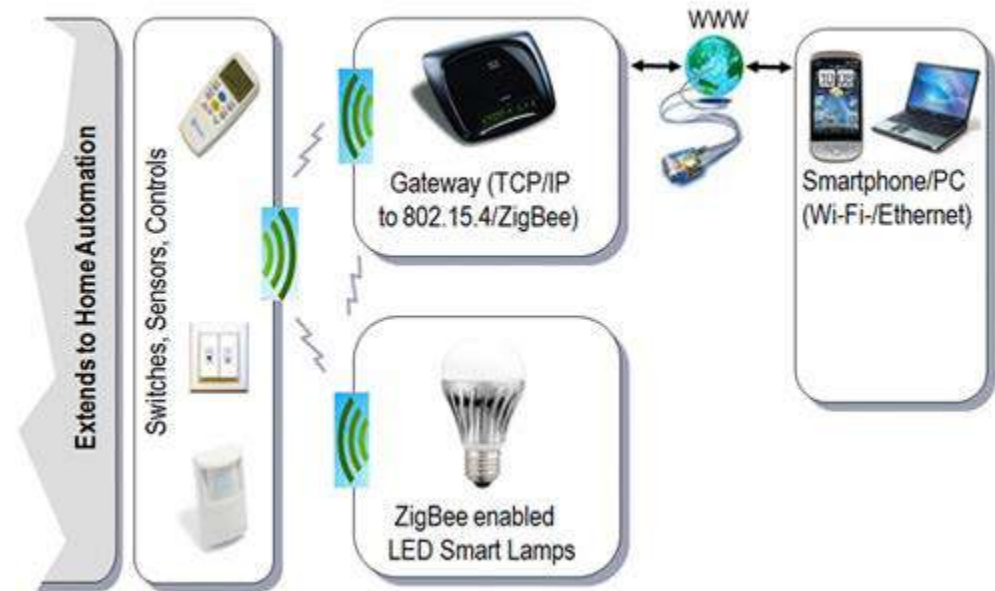 Extends to Home Automation
Switches, Sensors, Controls
Gateway (TCP/IP
to 802.15.4/ZigBee)
WWW
Smartphone/PC
(Wi-Fi-/Ethernet)
ZigBee enabled
LED Smart Lamps